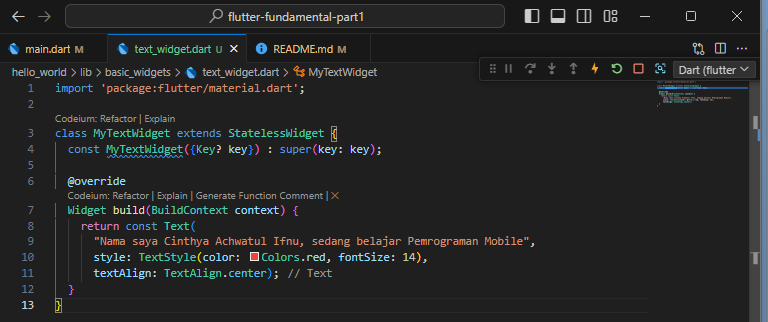 flutter-fundamental-part1
main.dart M
text_widget.dart U
README.md M
hello_world > lib > basic_widgets > text_widget.dart > MyTextWidget
Dart (flutter
1 import 'package:flutter/material.dart';
2
Codeium: Refactor | Explain
3 class MyTextWidget extends StatelessWidget {
4 const MyTextWidget({Key? key}) : super(key: key);
5
6 @override
Codeium: Refactor | Explain | Generate Function Comment | ×
7 Widget build(BuildContext context) {
8 return const Text(
9 "Nama saya Cinthya Achwatul Ifnu, sedang belajar Pemrograman Mobile",
10 style: TextStyle(color: Colors.red, fontSize: 14),
11 textAlign: TextAlign.center); // Text
12 }
13 }